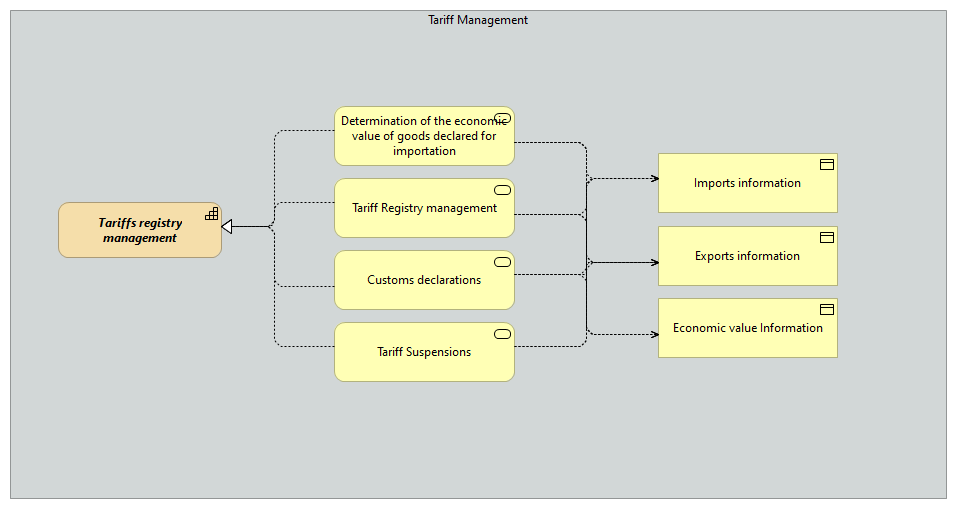 Tariff Management
Determination of the economic
value of goods declared for
importation
Tariffs registry
management
Tariff Registry management
Customs declarations
Tariff Suspensions
Imports information
Exports information
Economic value Information